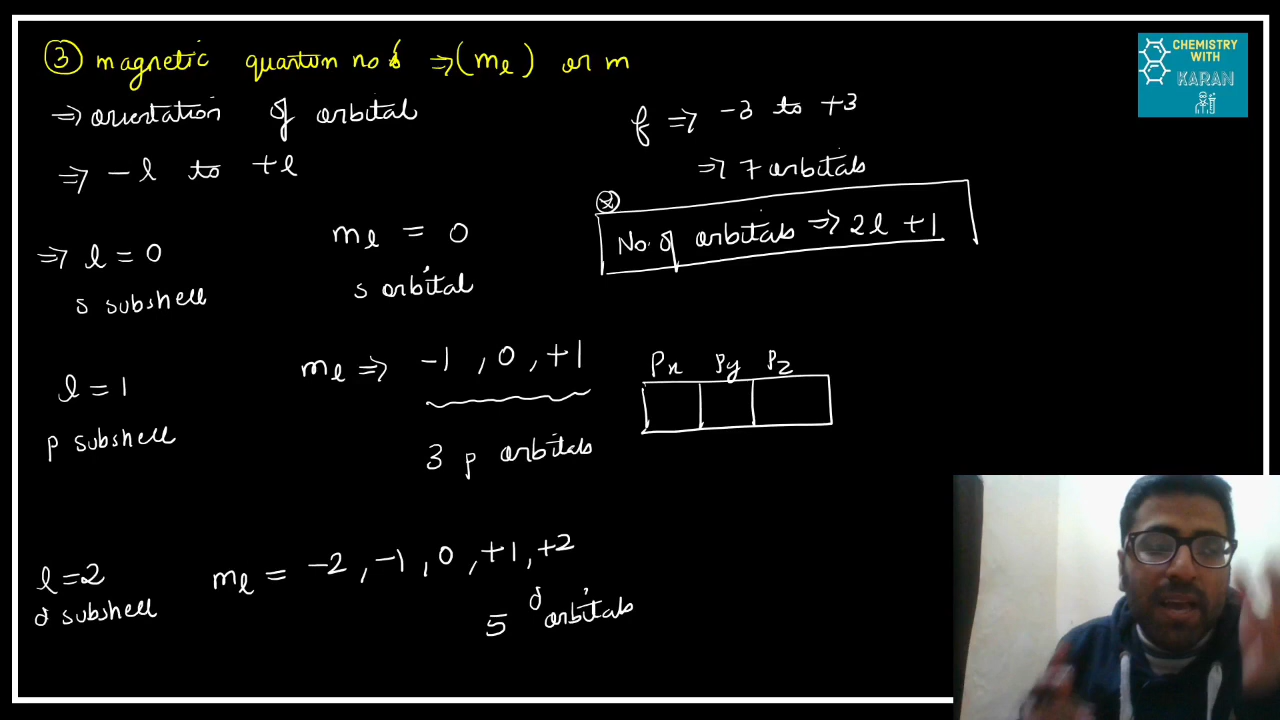 ③ magnetic quantum no ⇒ (mℓ) or m
⇒ orientation of orbital
⇒ -l to +l
⇒ l = 0
s subshell
mℓ = 0
s orbital
f ⇒ -3 to +3
⇒ 7 orbitals
No. of orbitals ⇒ 2l + 1
l = 1
p subshell
mℓ ⇒ -1 , 0 , +1
3 p orbitals
Px Py Pz
l = 2
d subshell
mℓ = -2 , -1 , 0 , +1 , +2
5 d orbitals
CHEMISTRY
WITH
KARAN